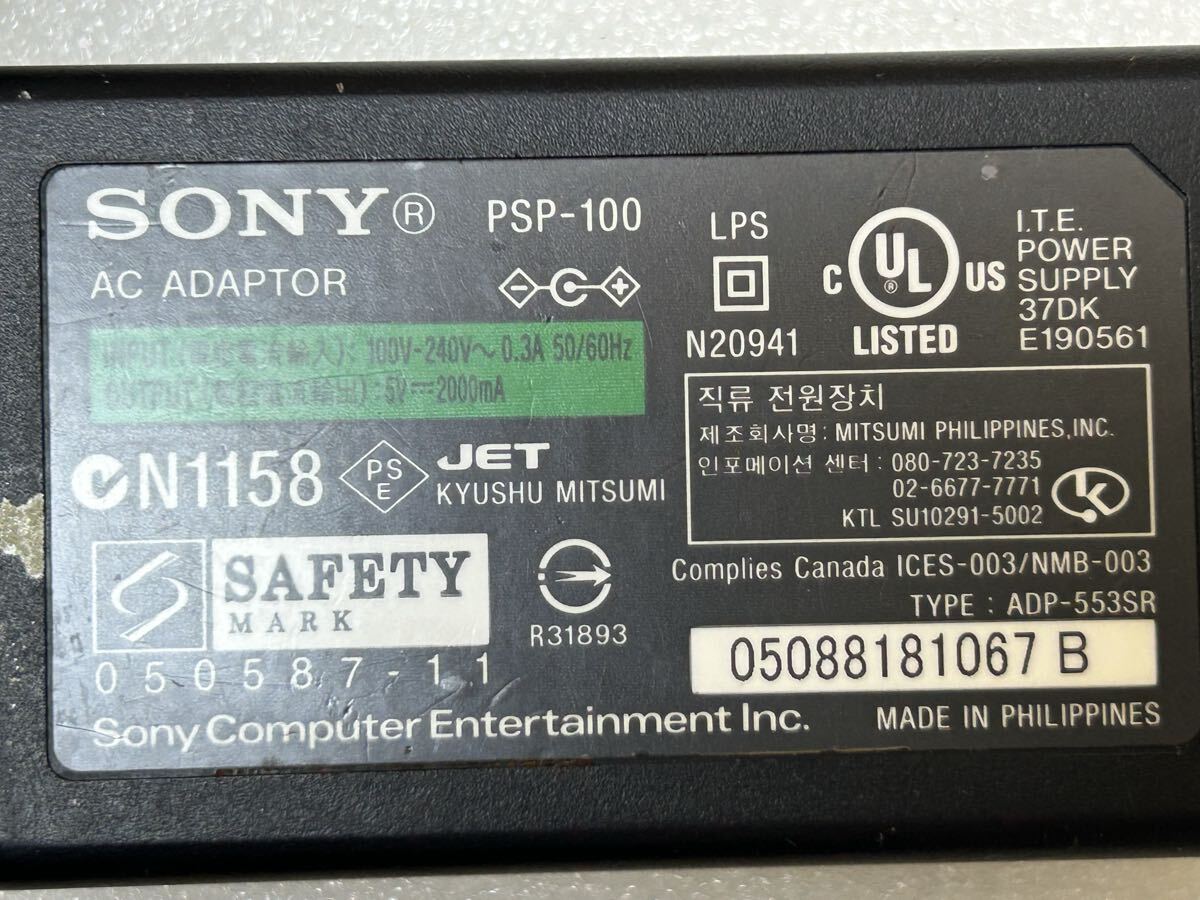 SONY® PSP-100
AC ADAPTOR
INPUT 100V-240V~ 0.3A 50/60Hz
OUTPUT 5V⎓2000mA
N1158
PS
E
JET
KYUSHU MITSUMI
SAFETY
MARK
050587-11
R31893
Sony Computer Entertainment Inc.
LPS
N20941
C UL® US
LISTED
I.T.E.
POWER
SUPPLY
37DK
E190561
직류 전원장치
제조회사명: MITSUMI PHILIPPINES,INC.
인포메이션 센터: 080-723-7235
02-6677-7771
KTL SU10291-5002
Complies Canada ICES-003/NMB-003
TYPE : ADP-553SR
05088181067 B
MADE IN PHILIPPINES